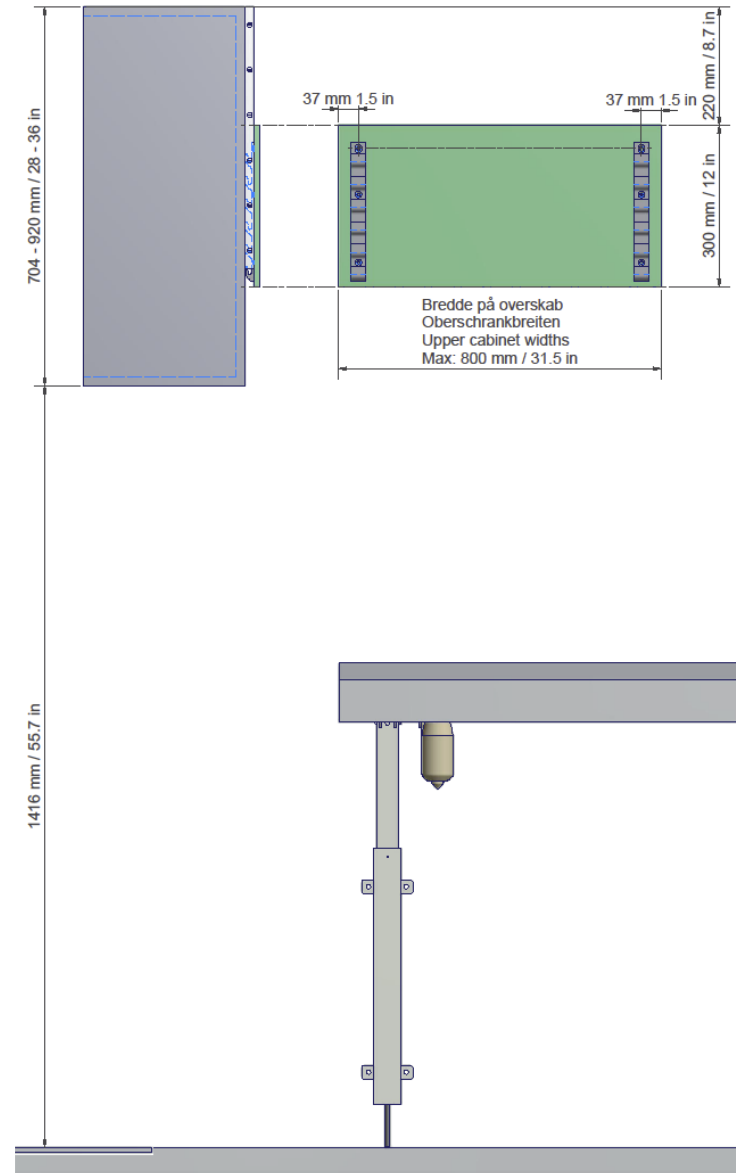 704 - 920 mm / 28 - 36 in
220 mm / 8.7 in
37 mm 1.5 in
37 mm 1.5 in
300 mm / 12 in
Bredde på overskab
Oberschrankbreiten
Upper cabinet widths
Max: 800 mm / 31.5 in
1416 mm / 55.7 in